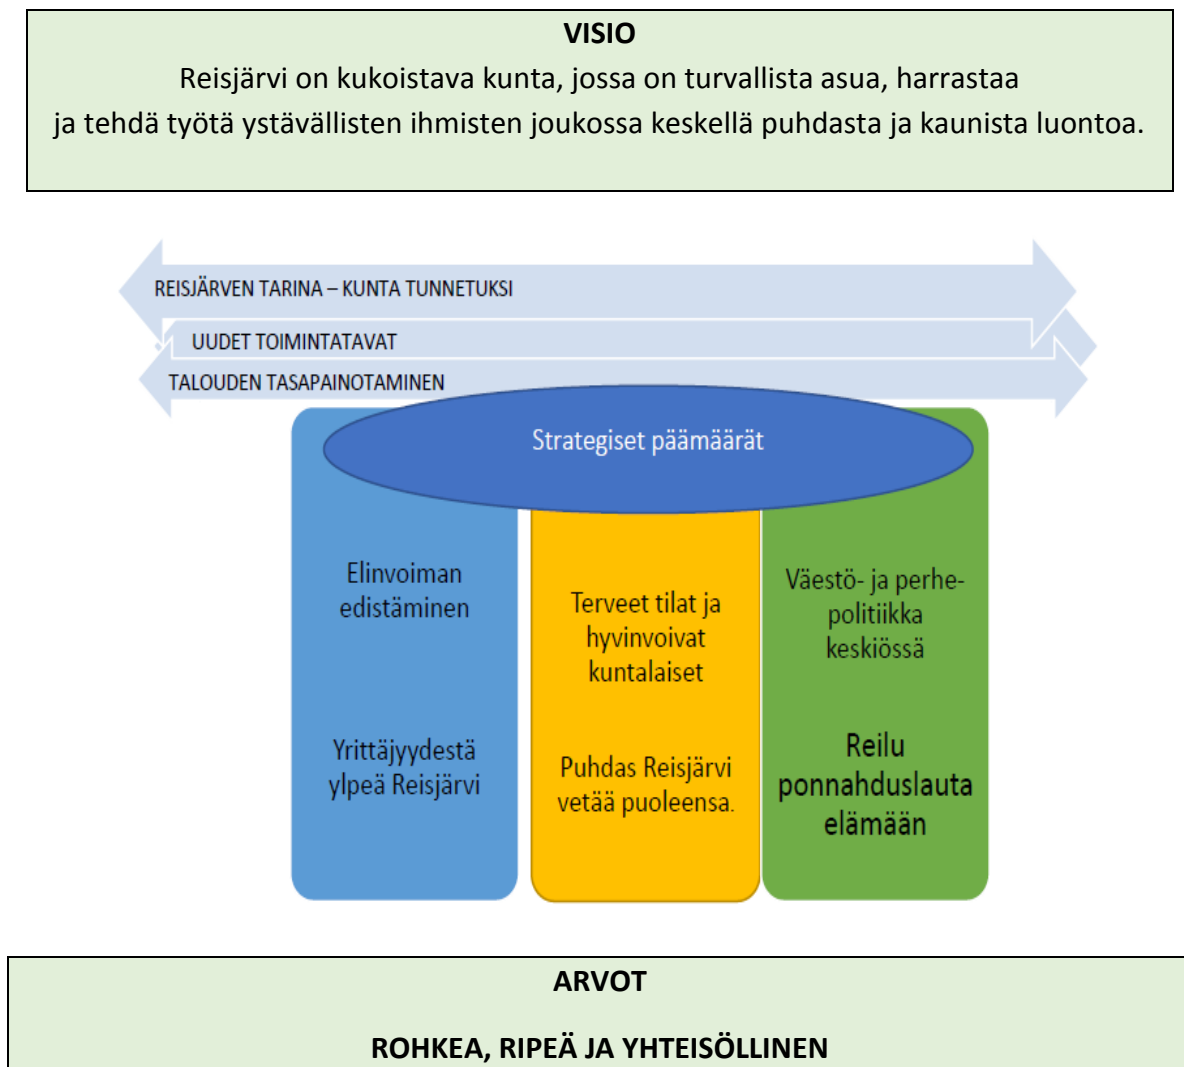 VISIO
Reisjärvi on kukoistava kunta, jossa on turvallista asua, harrastaa
ja tehdä työtä ystävällisten ihmisten joukossa keskellä puhdasta ja kaunista luontoa.
REISJÄRVEN TARINA – KUNTA TUNNETUKSI
UUDET TOIMINTATAVAT
TALOUDEN TASAPAINOTAMINEN
Strategiset päämäärät
Elinvoiman
edistäminen
Yrittäjyydestä
ylpeä Reisjärvi
Terveet tilat ja
hyvinvoivat
kuntalaiset
Puhdas Reisjärvi
vetää puoleensa.
Väestö- ja perhe-
politiikka
keskiössä
Reilu
ponnahduslauta
elämään
ARVOT
ROHKEA, RIPEÄ JA YHTEISÖLLINEN